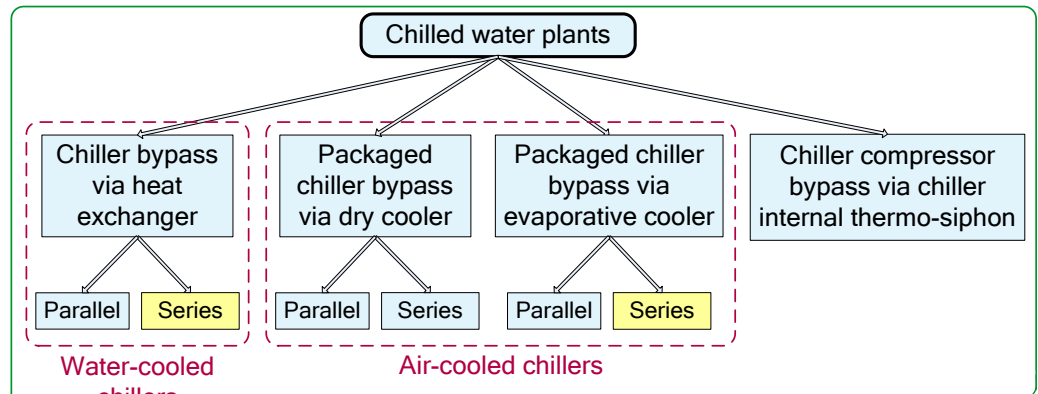 Chilled water plants
Chiller bypass
via heat
exchanger
Packaged
chiller bypass
via dry cooler
Packaged chiller
bypass via
evaporative cooler
Chiller compressor
bypass via chiller
internal thermo-siphon
Parallel
Series
Parallel
Series
Parallel
Series
Water-cooled
chillers
Air-cooled chillers